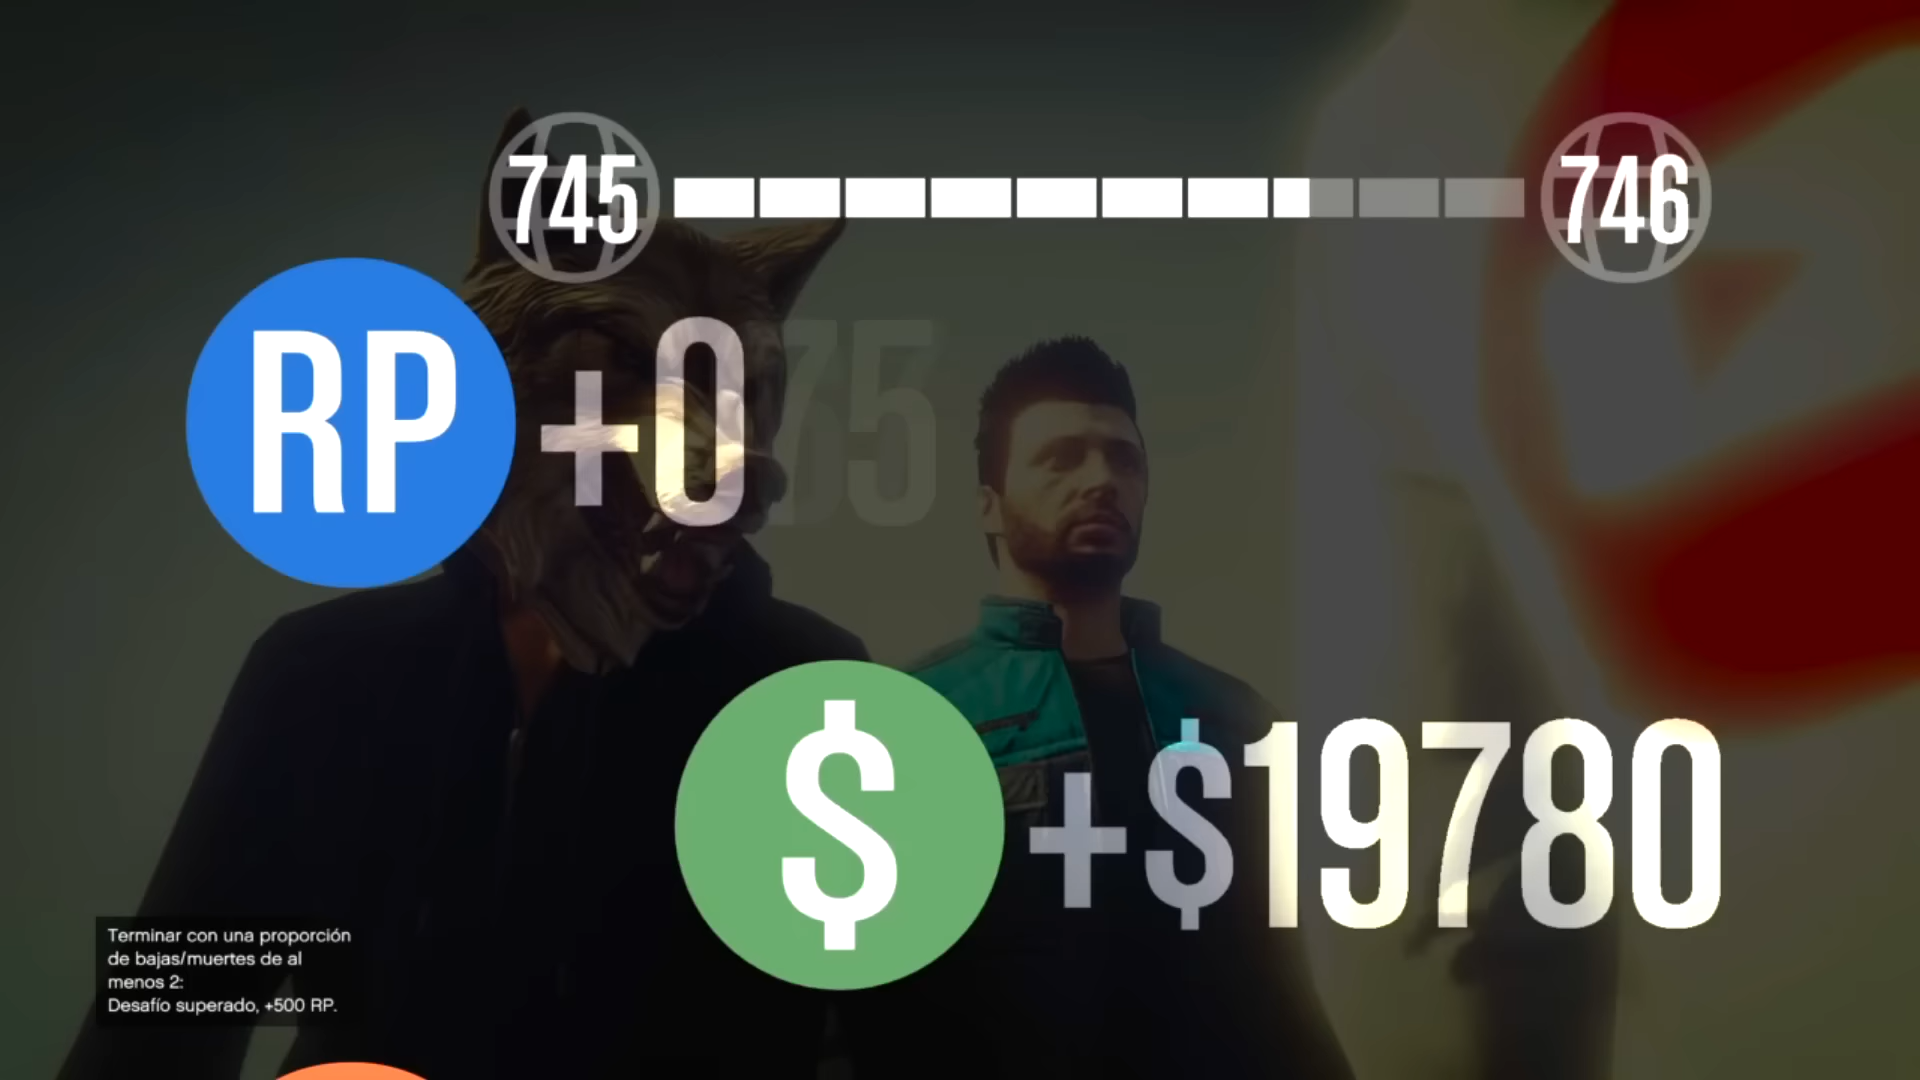 745
746
RP
+0
75
$
+$19780
Terminar con una proporción
de bajas/muertes de al
menos 2:
Desafío superado, +500 RP.